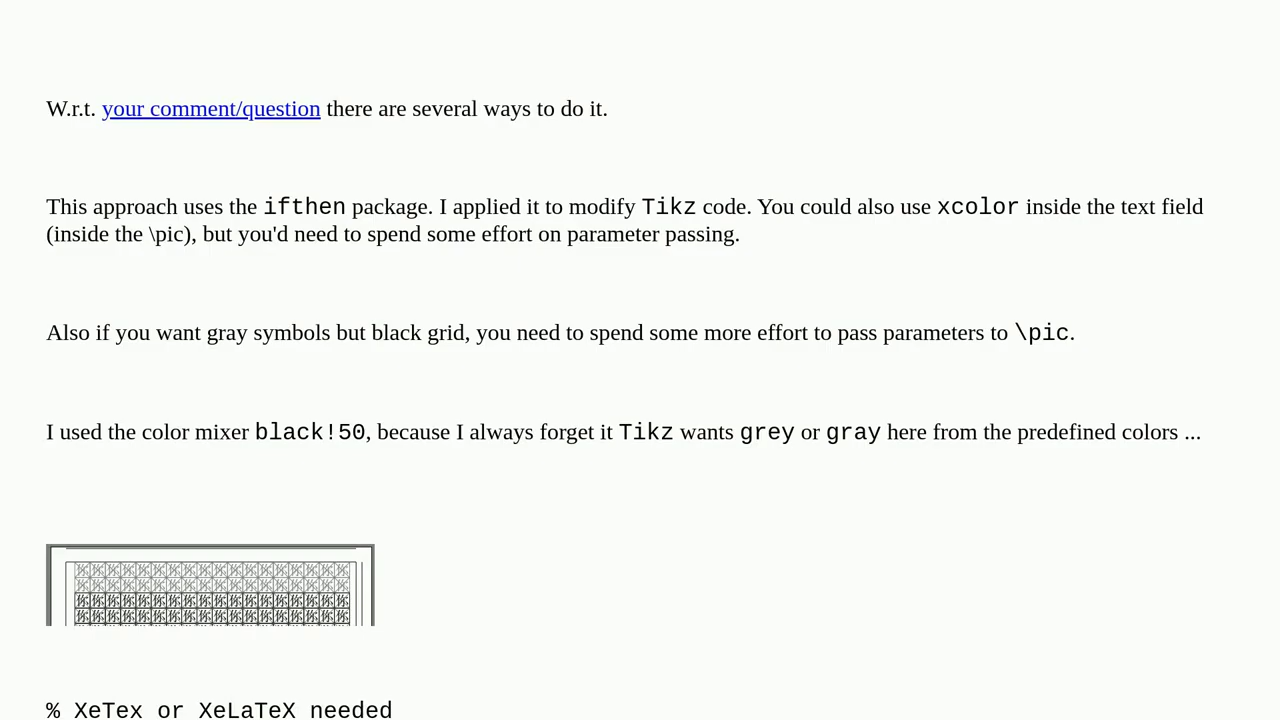 W.r.t. your comment/question there are several ways to do it.
This approach uses the ifthen package. I applied it to modify Tikz code. You could also use xcolor inside the text field
(inside the \pic), but you'd need to spend some effort on parameter passing.
Also if you want gray symbols but black grid, you need to spend some more effort to pass parameters to \pic.
I used the color mixer black!50, because I always forget it Tikz wants grey or gray here from the predefined colors ...
% XeTex or XeLaTeX needed